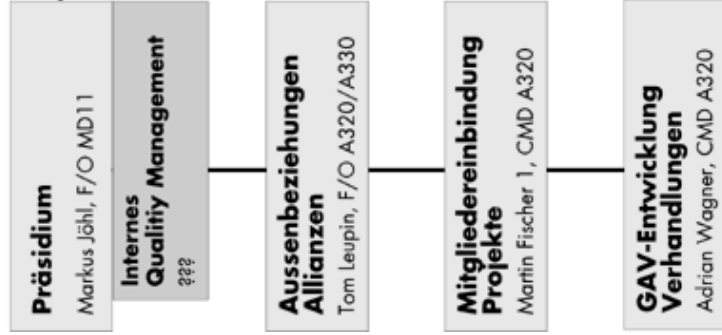 Präsidium
Markus Jöhl, F/O MD11
Internes
Qualitiy Management
???
Aussenbeziehungen
Allianzen
Tom Leupin, F/O A320/A330
Mitgliedereinbindung
Projekte
Martin Fischer 1, CMD A320
GAV-Entwicklung
Verhandlungen
Adrian Wagner, CMD A320